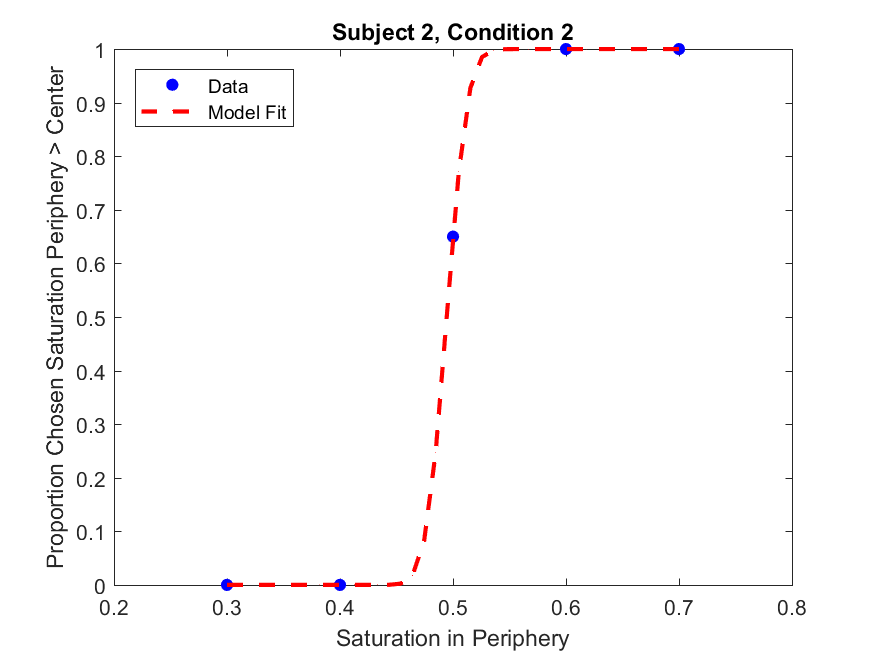 Subject 2, Condition 2
Proportion Chosen Saturation Periphery > Center
1
0.9
0.8
0.7
0.6
0.5
0.4
0.3
0.2
0.1
0
Data
Model Fit
0.2 0.3 0.4 0.5 0.6 0.7 0.8
Saturation in Periphery